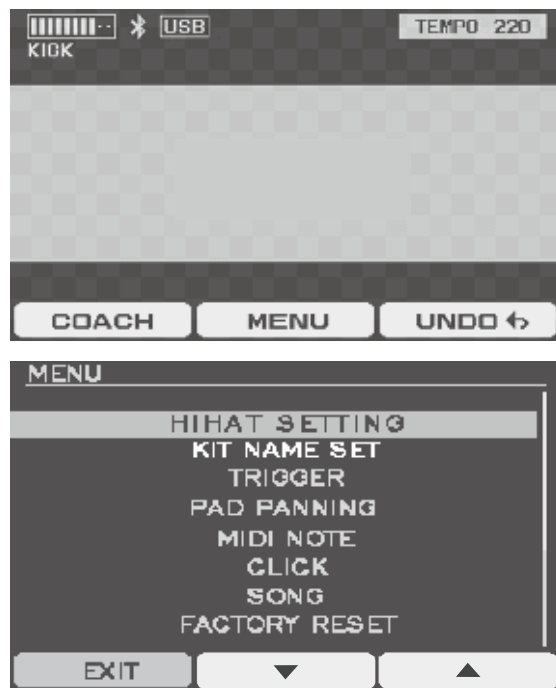 USB TEMPO 220
KICK
COACH MENU UNDO
MENU
HIHAT SETTING
KIT NAME SET
TRIGGER
PAD PANNING
MIDI NOTE
CLICK
SONG
FACTORY RESET
EXIT